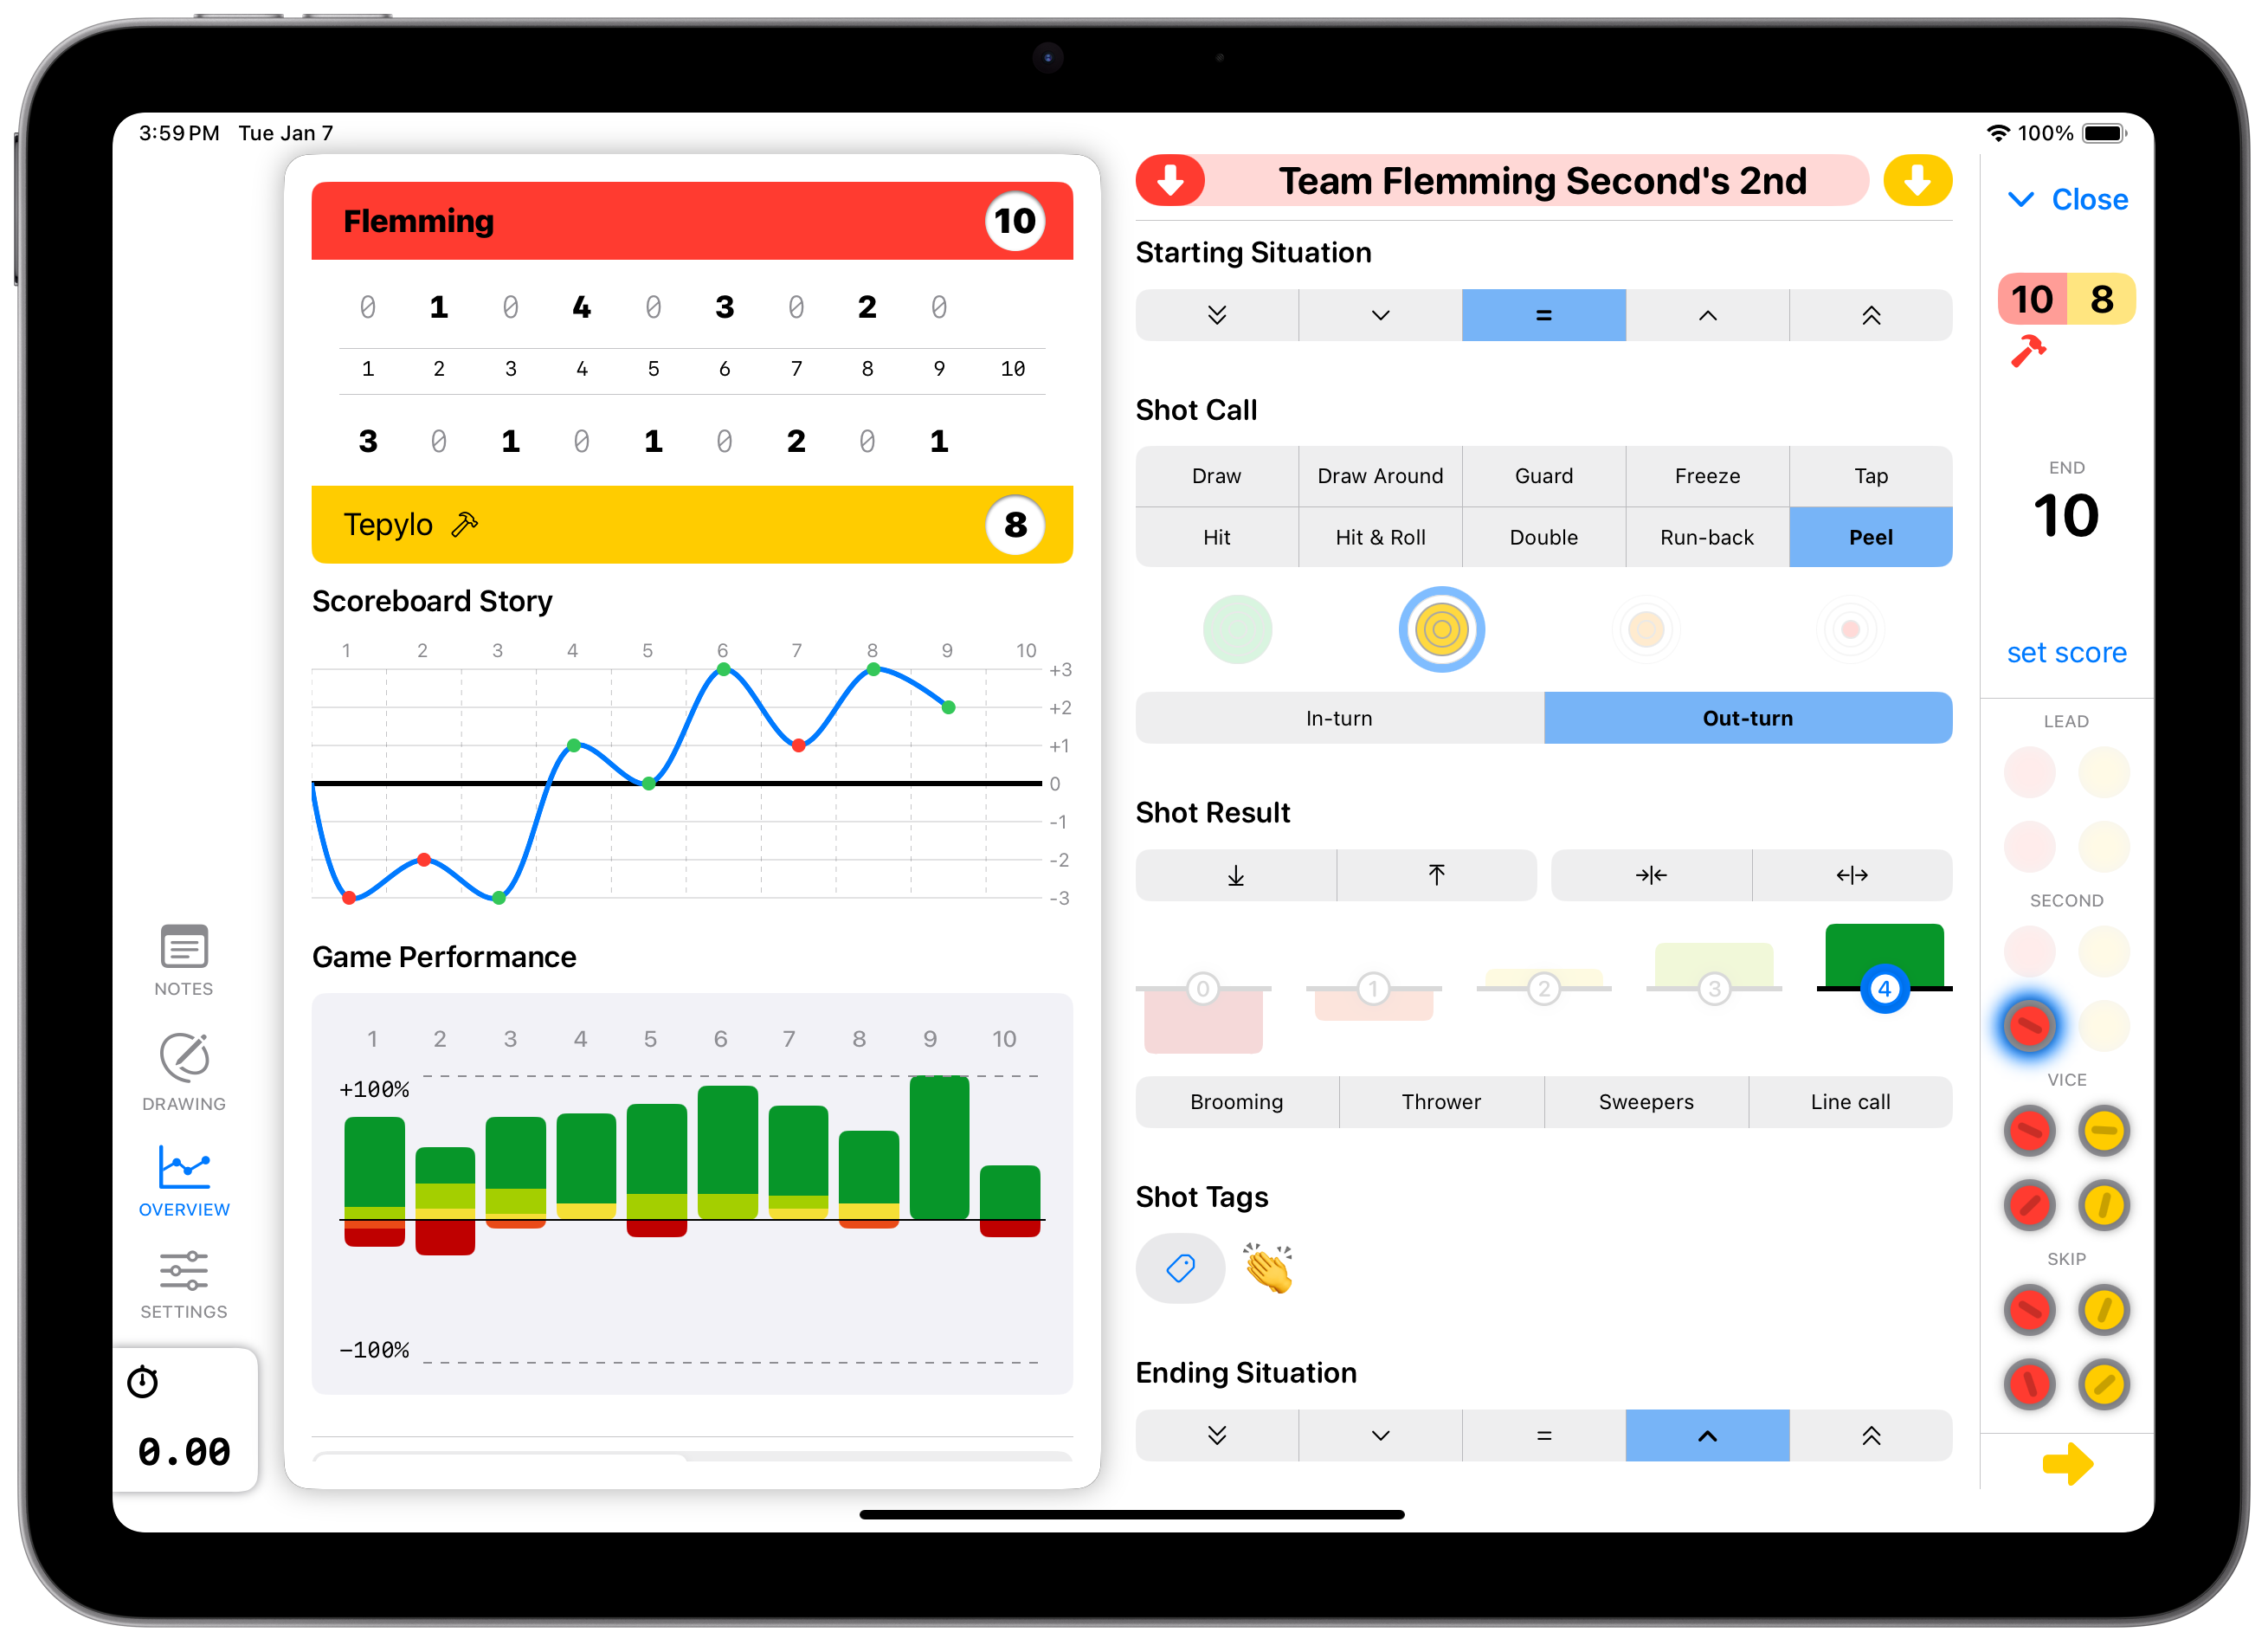 3:59 PM Tue Jan 7
100%
Flemming 10
0 1 0 4 0 3 0 2 0
1 2 3 4 5 6 7 8 9 10
3 0 1 0 1 0 2 0 1
Tepylo 8
Scoreboard Story
1 2 3 4 5 6 7 8 9 10
+3
+2
+1
0
-1
-2
-3
Game Performance
1 2 3 4 5 6 7 8 9 10
+100%
−100%
NOTES
DRAWING
OVERVIEW
SETTINGS
0.00
Team Flemming Second's 2nd
Starting Situation
=
Shot Call
Draw Draw Around Guard Freeze Tap
Hit Hit & Roll Double Run-back Peel
In-turn Out-turn
Shot Result
0 1 2 3 4
Brooming Thrower Sweepers Line call
Shot Tags
Ending Situation
=
Close
10 8
END
10
set score
LEAD
SECOND
VICE
SKIP